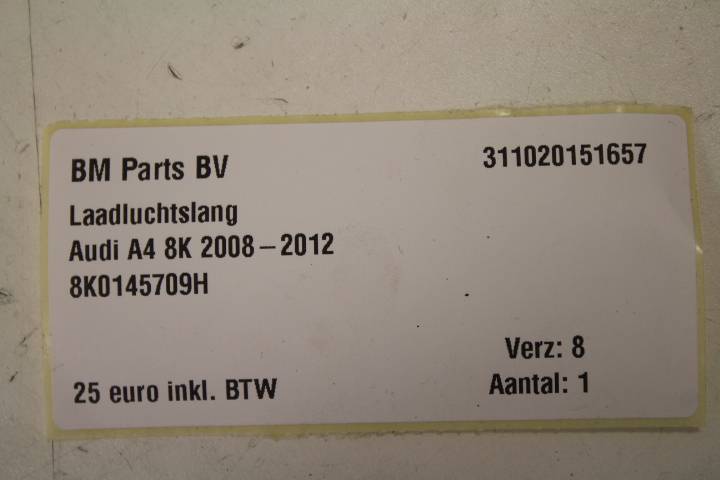 BM Parts BV
311020151657
Laadluchtslang
Audi A4 8K 2008 – 2012
8K0145709H
Verz: 8
25 euro inkl. BTW
Aantal: 1